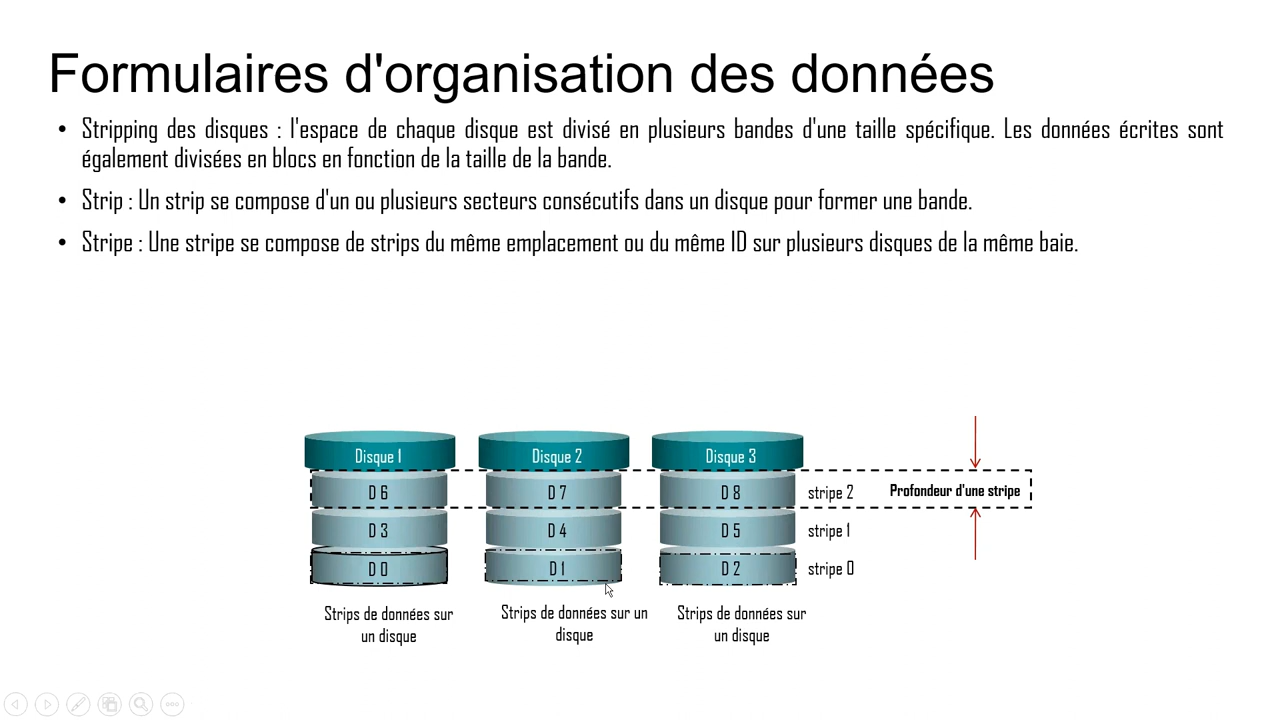 Formulaires d'organisation des données
• Stripping des disques : l'espace de chaque disque est divisé en plusieurs bandes d'une taille spécifique. Les données écrites sont
également divisées en blocs en fonction de la taille de la bande.
• Strip : Un strip se compose d'un ou plusieurs secteurs consécutifs dans un disque pour former une bande.
• Stripe : Une stripe se compose de strips du même emplacement ou du même ID sur plusieurs disques de la même baie.
Disque 1 Disque 2 Disque 3
D 6 D 7 D 8 stripe 2 Profondeur d'une stripe
D 3 D 4 D 5 stripe 1
D 0 D 1 D 2 stripe 0
Strips de données sur
un disque
Strips de données sur un
disque
Strips de données sur
un disque